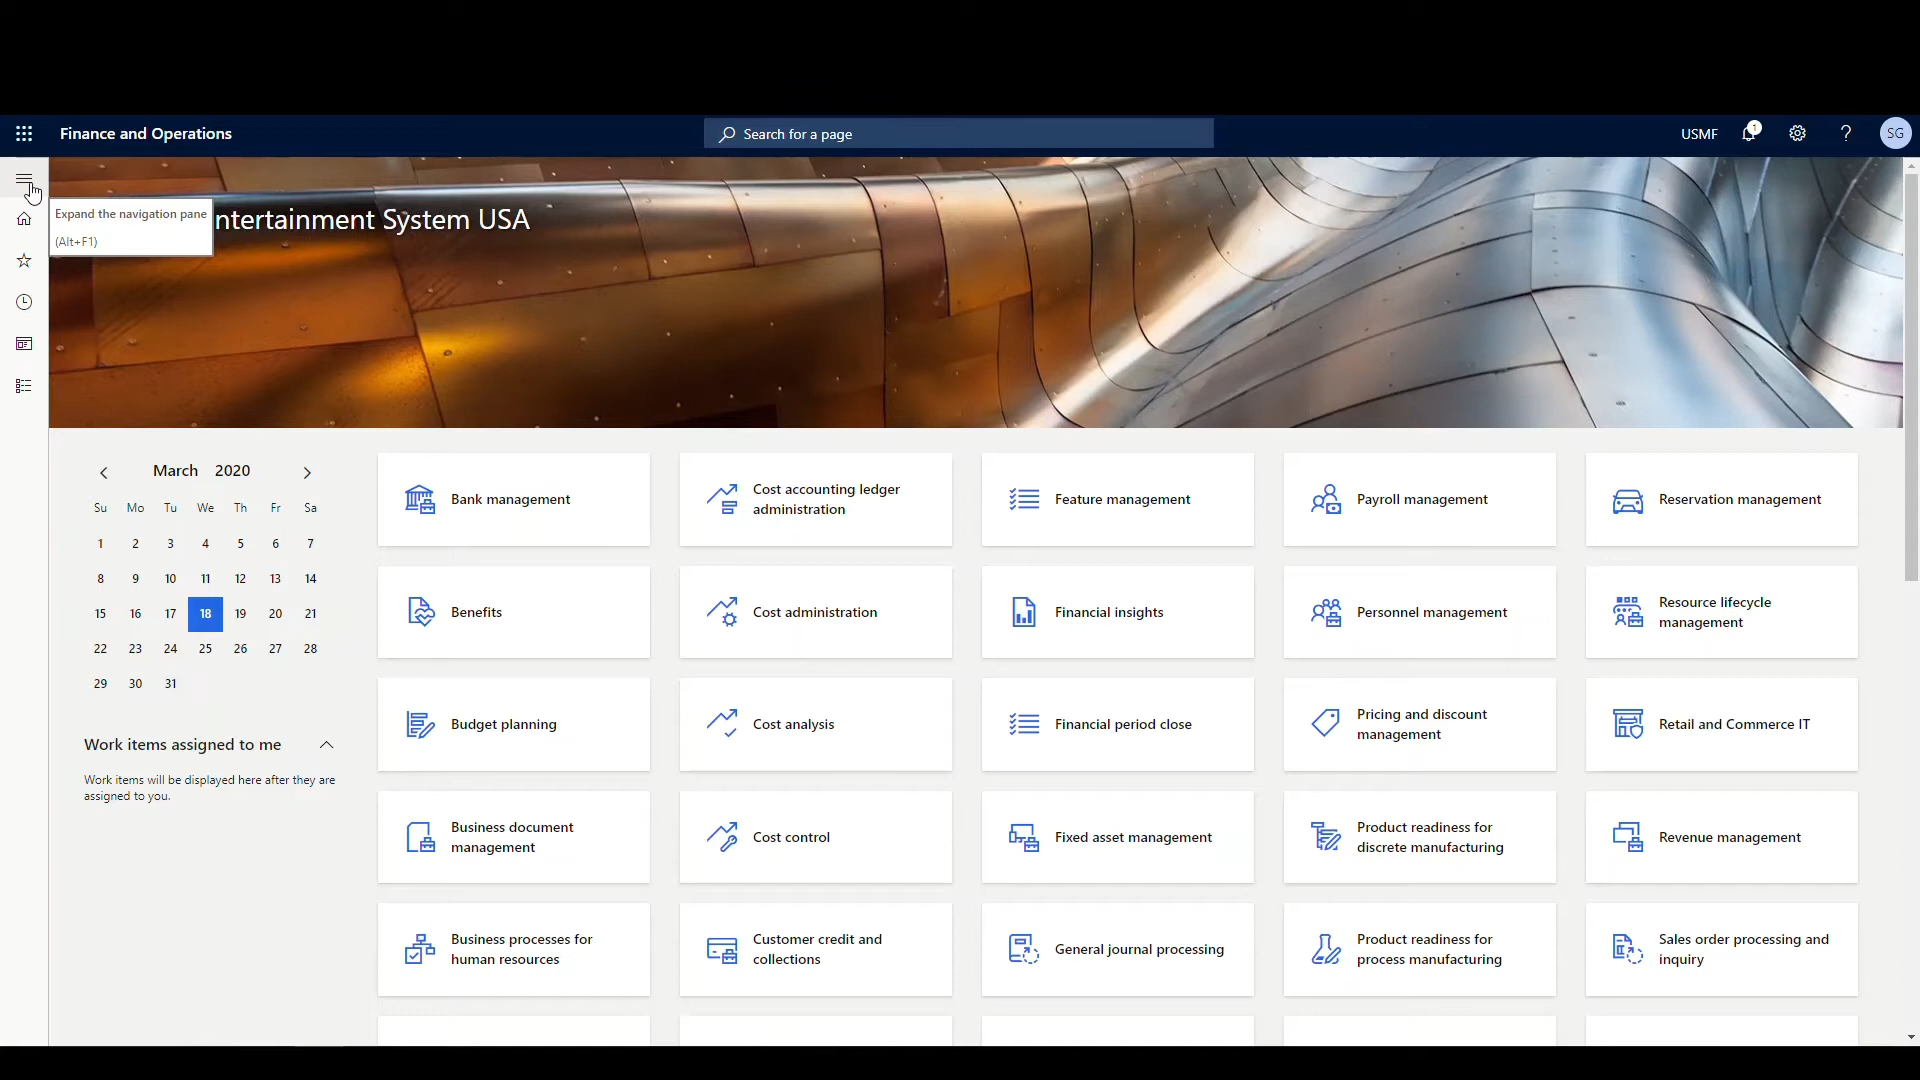 Finance and Operations
Search for a page
USMF
1
?
SG
Expand the navigation pane
(Alt+F1)
ntertainment System USA
March 2020
Su Mo Tu We Th Fr Sa
1 2 3 4 5 6 7
8 9 10 11 12 13 14
15 16 17 18 19 20 21
22 23 24 25 26 27 28
29 30 31
Work items assigned to me
Work items will be displayed here after they are
assigned to you.
Bank management
Cost accounting ledger
administration
Feature management
Payroll management
Reservation management
Benefits
Cost administration
Financial insights
Personnel management
Resource lifecycle
management
Budget planning
Cost analysis
Financial period close
Pricing and discount
management
Retail and Commerce IT
Business document
management
Cost control
Fixed asset management
Product readiness for
discrete manufacturing
Revenue management
Business processes for
human resources
Customer credit and
collections
General journal processing
Product readiness for
process manufacturing
Sales order processing and
inquiry